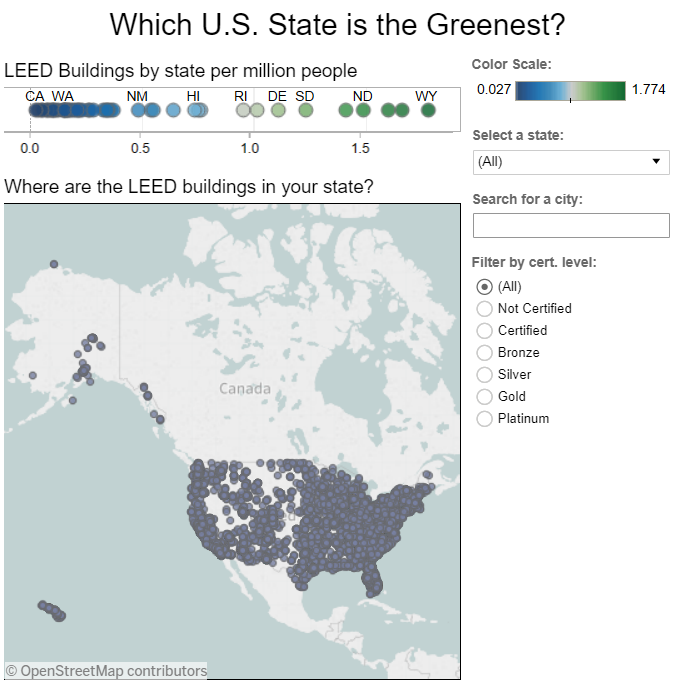 Which U.S. State is the Greenest?
LEED Buildings by state per million people
CA WA NM HI RI DE SD ND WY
0.0 0.5 1.0 1.5
Where are the LEED buildings in your state?
Canada
© OpenStreetMap contributors
Color Scale:
0.027 1.774
Select a state:
(All)
Search for a city:
Filter by cert. level:
(All)
Not Certified
Certified
Bronze
Silver
Gold
Platinum